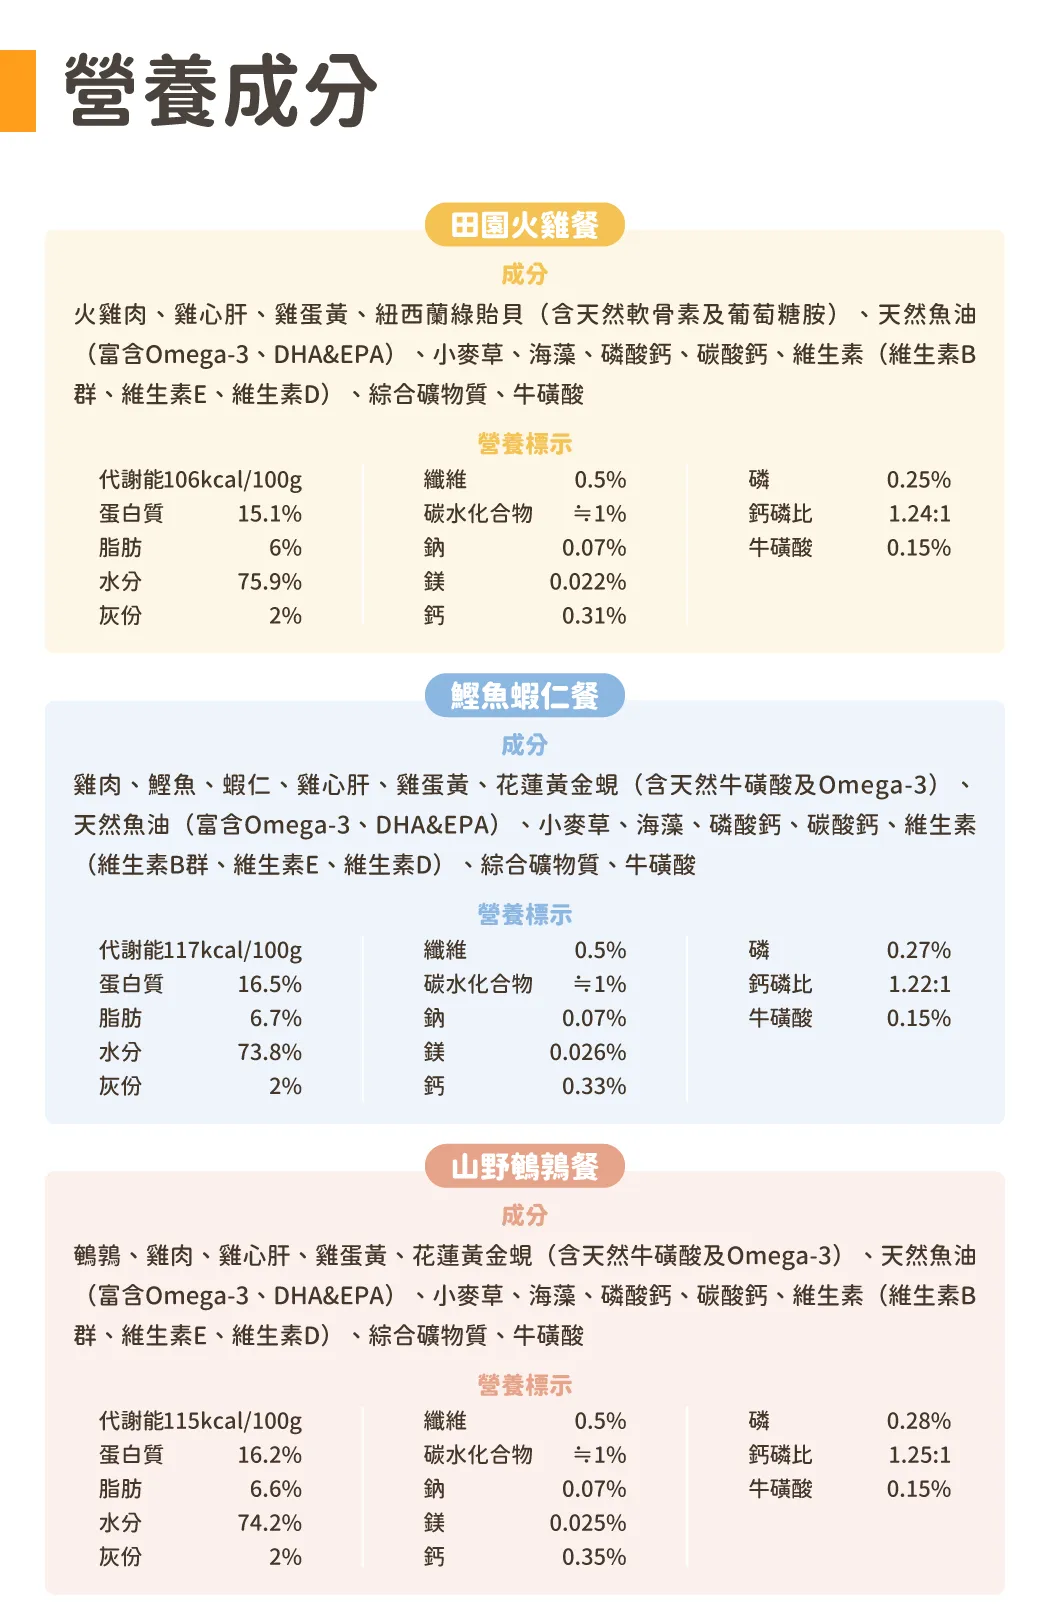 營養成分
田園火雞餐
成分
火雞肉、雞心肝、雞蛋黃、紐西蘭綠貽貝（含天然軟骨素及葡萄糖胺）、天然魚油
（富含Omega-3、DHA&EPA）、小麥草、海藻、磷酸鈣、碳酸鈣、維生素（維生素B
群、維生素E、維生素D）、綜合礦物質、牛磺酸
營養標示
代謝能106kcal/100g
蛋白質 15.1%
脂肪 6%
水分 75.9%
灰份 2%
纖維 0.5%
碳水化合物 ≒1%
鈉 0.07%
鎂 0.022%
鈣 0.31%
磷 0.25%
鈣磷比 1.24:1
牛磺酸 0.15%
鰹魚蝦仁餐
成分
雞肉、鰹魚、蝦仁、雞心肝、雞蛋黃、花蓮黃金蜆（含天然牛磺酸及Omega-3）、
天然魚油（富含Omega-3、DHA&EPA）、小麥草、海藻、磷酸鈣、碳酸鈣、維生素
（維生素B群、維生素E、維生素D）、綜合礦物質、牛磺酸
營養標示
代謝能117kcal/100g
蛋白質 16.5%
脂肪 6.7%
水分 73.8%
灰份 2%
纖維 0.5%
碳水化合物 ≒1%
鈉 0.07%
鎂 0.026%
鈣 0.33%
磷 0.27%
鈣磷比 1.22:1
牛磺酸 0.15%
山野鵪鶉餐
成分
鵪鶉、雞肉、雞心肝、雞蛋黃、花蓮黃金蜆（含天然牛磺酸及Omega-3）、天然魚油
（富含Omega-3、DHA&EPA）、小麥草、海藻、磷酸鈣、碳酸鈣、維生素（維生素B
群、維生素E、維生素D）、綜合礦物質、牛磺酸
營養標示
代謝能115kcal/100g
蛋白質 16.2%
脂肪 6.6%
水分 74.2%
灰份 2%
纖維 0.5%
碳水化合物 ≒1%
鈉 0.07%
鎂 0.025%
鈣 0.35%
磷 0.28%
鈣磷比 1.25:1
牛磺酸 0.15%